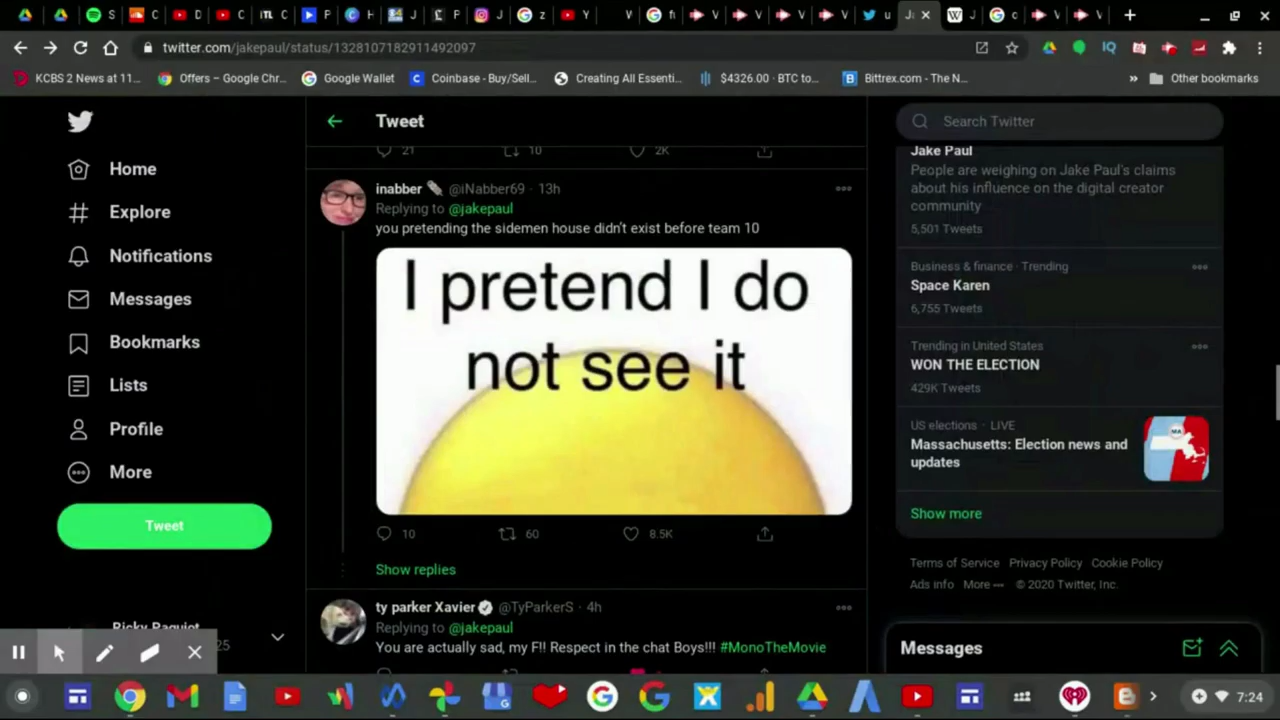 twitter.com/jakepaul/status/1328107182911492097
KCBS 2 News at 11...
Offers – Google Chr...
Google Wallet
Coinbase - Buy/Sell...
Creating All Essenti...
$4326.00 · BTC to...
Bittrex.com - The N...
»
Other bookmarks
Home
Explore
Notifications
Messages
Bookmarks
Lists
Profile
More
Tweet
Tweet
21
10
2K
inabber @iNabber69 · 13h
Replying to @jakepaul
you pretending the sidemen house didn't exist before team 10
I pretend I do
not see it
10
60
8.5K
Show replies
ty parker Xavier @TyParkerS · 4h
Replying to @jakepaul
You are actually sad, my F!! Respect in the chat Boys!!! #MonoTheMovie
Search Twitter
Jake Paul
People are weighing on Jake Paul's claims
about his influence on the digital creator
community
5,501 Tweets
Business & finance · Trending
Space Karen
6,755 Tweets
Trending in United States
WON THE ELECTION
429K Tweets
US elections · LIVE
Massachusetts: Election news and
updates
Show more
Terms of Service Privacy Policy Cookie Policy
Ads info More © 2020 Twitter, Inc.
Messages
7:24